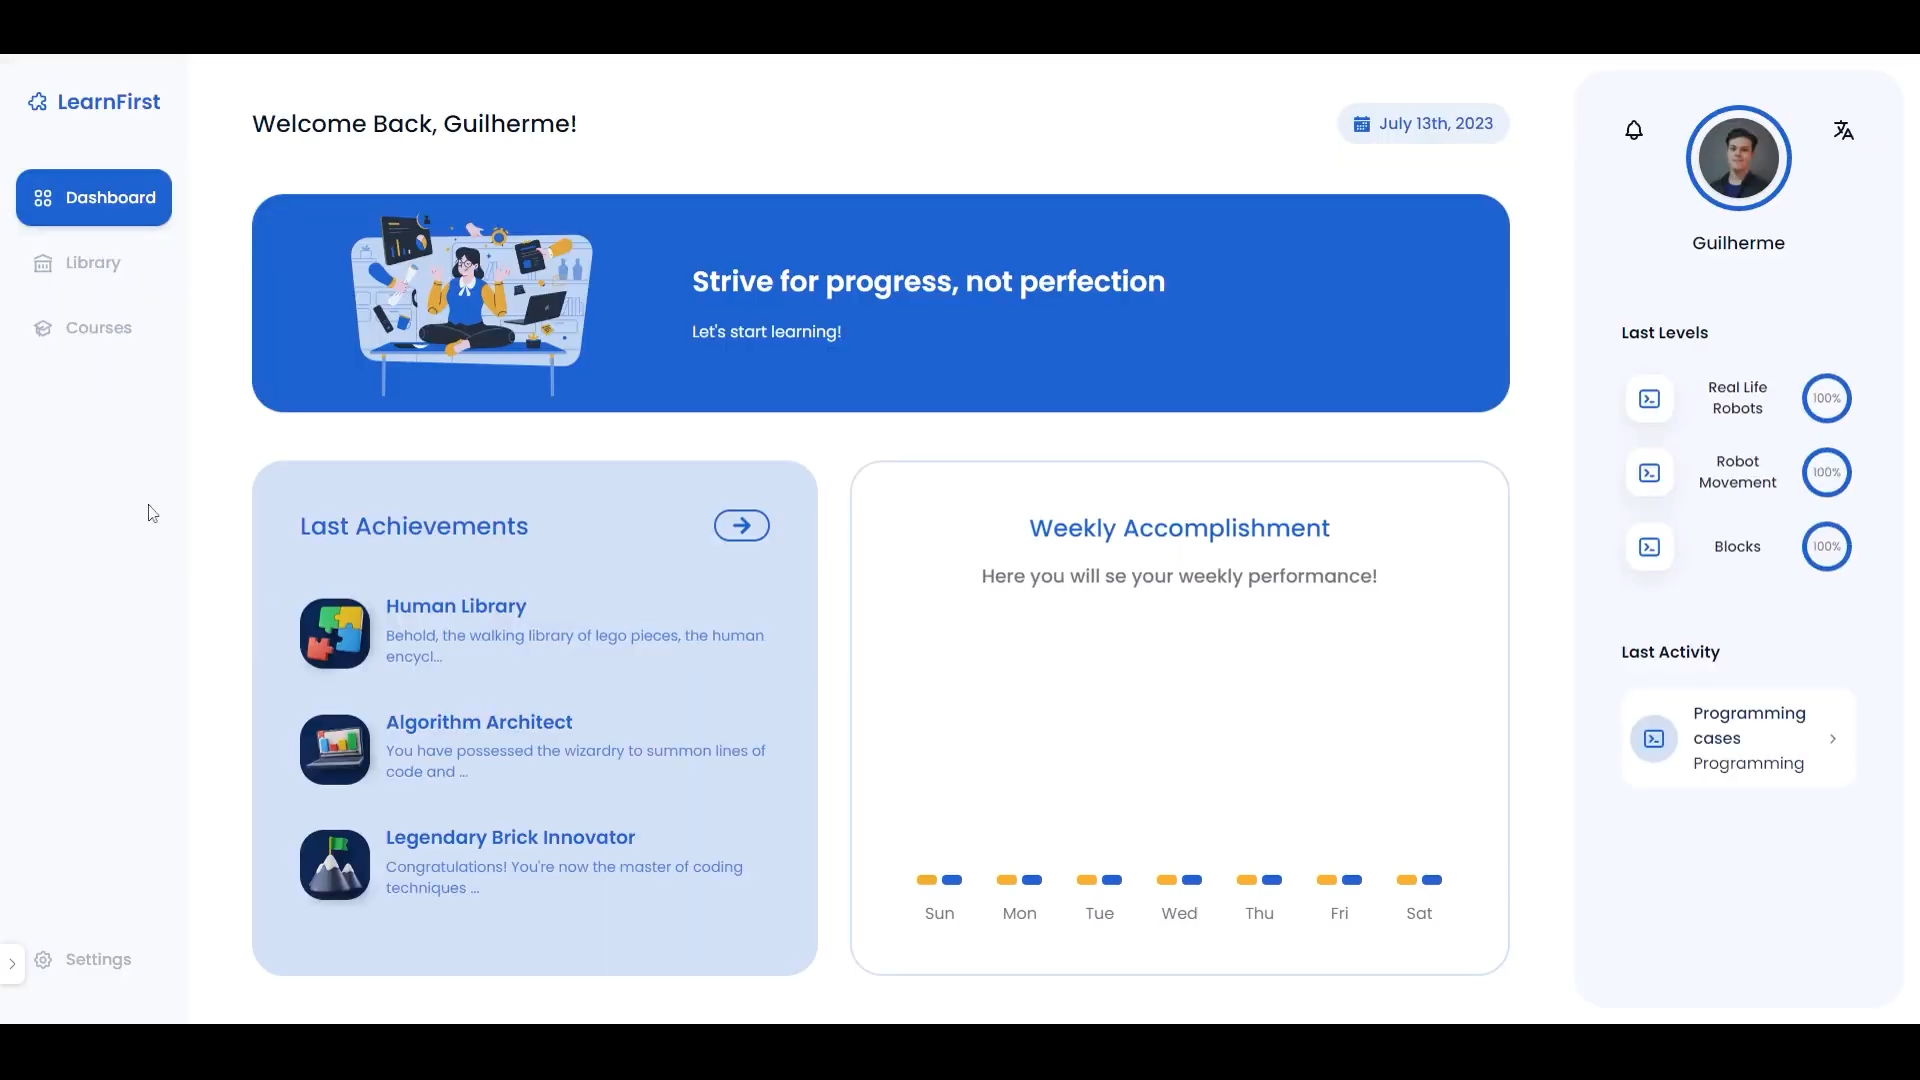 LearnFirst
Dashboard
Library
Courses
Settings
Welcome Back, Guilherme!
July 13th, 2023
Strive for progress, not perfection
Let's start learning!
Last Achievements
Human Library
Behold, the walking library of lego pieces, the human
encycl...
Algorithm Architect
You have possessed the wizardry to summon lines of
code and ...
Legendary Brick Innovator
Congratulations! You're now the master of coding
techniques ...
Weekly Accomplishment
Here you will se your weekly performance!
Sun Mon Tue Wed Thu Fri Sat
Guilherme
Last Levels
Real Life
Robots
100%
Robot
Movement
100%
Blocks
100%
Last Activity
Programming
cases
Programming